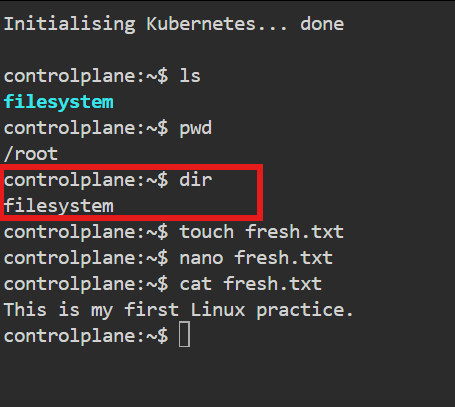 Initialising Kubernetes... done
controlplane:~$ ls
filesystem
controlplane:~$ pwd
/root
controlplane:~$ dir
filesystem
controlplane:~$ touch fresh.txt
controlplane:~$ nano fresh.txt
controlplane:~$ cat fresh.txt
This is my first Linux practice.
controlplane:~$